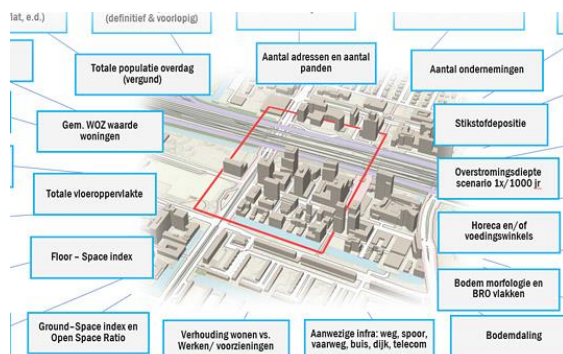 lat, e.d.)
(definitief & voorlopig)
Totale populatie overdag
(vergund)
Aantal adressen en aantal
panden
Aantal ondernemingen
Gem. WOZ waarde
woningen
Stikstofdepositie
Totale vloeroppervlakte
Overstromingsdiepte
scenario 1x/1000 jr
Horeca en/of
voedingswinkels
Floor – Space index
Bodem morfologie en
BRO vlakken
Ground–Space index en
Open Space Ratio
Verhouding wonen vs.
Werken/ voorzieningen
Aanwezige infra: weg, spoor,
vaarweg, buis, dijk, telecom
Bodemdaling